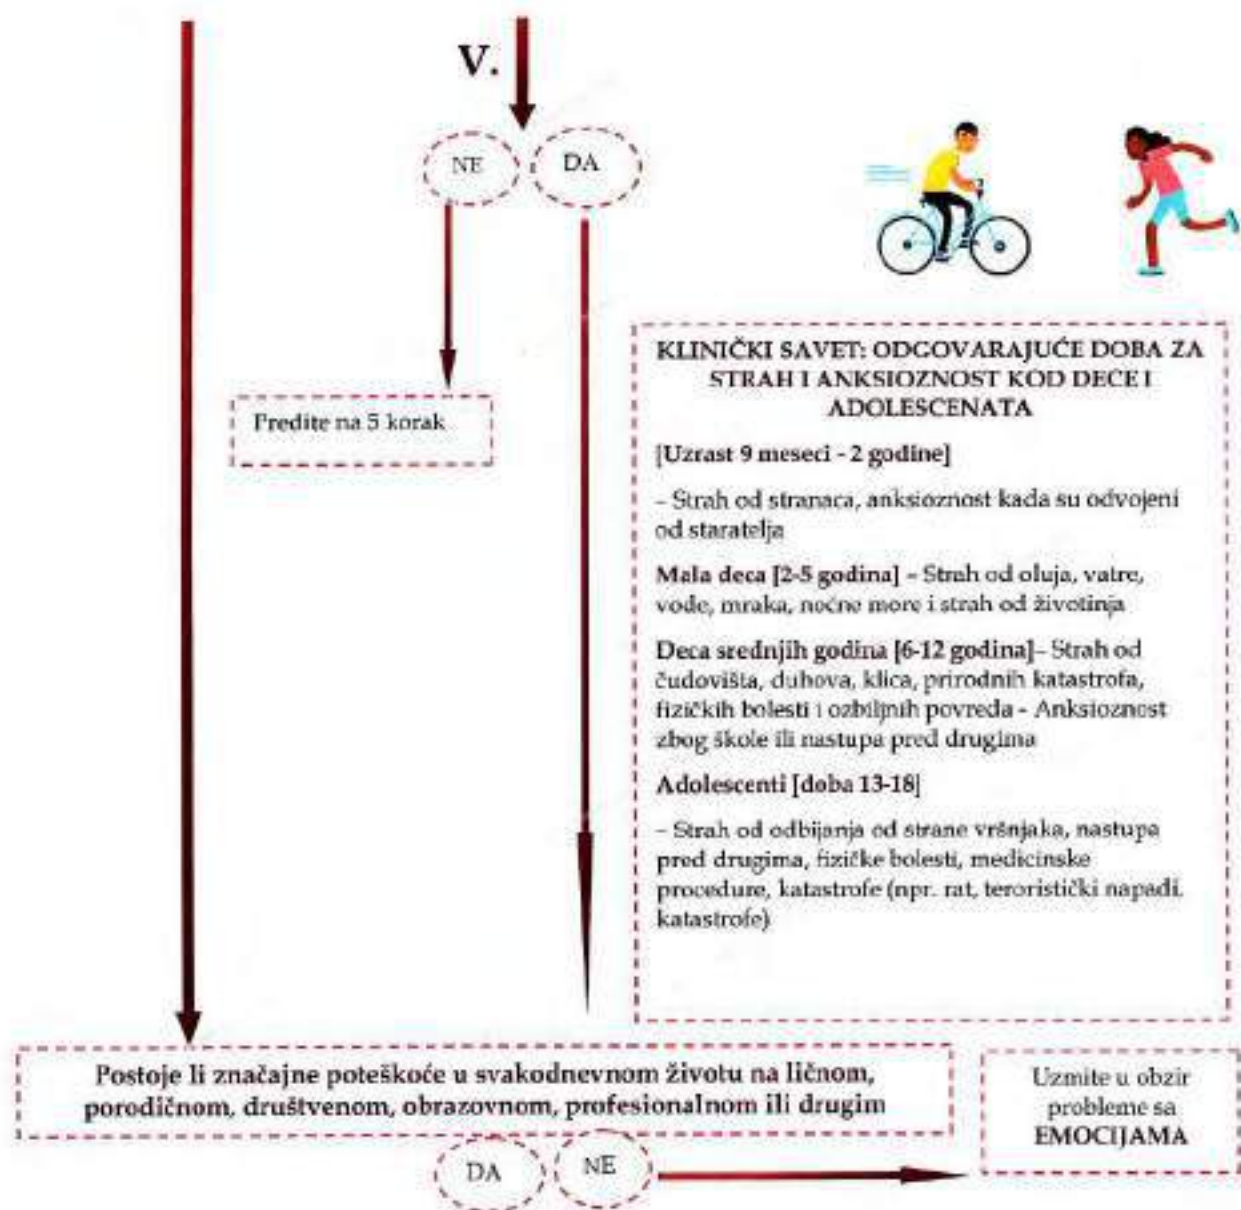 V.
NE
DA
Pređite na 5 korak
KLINIČKI SAVET: ODGOVARAJUĆE DOBA ZA
STRAH I ANKSIOZNOST KOD DECE I
ADOLESCENATA
[Uzrast 9 meseci - 2 godine]
– Strah od stranaca, anksioznost kada su odvojeni
od staratelja
Mala deca [2-5 godina] – Strah od oluja, vatre,
vode, mraka, noćne more i strah od životinja
Deca srednjih godina [6-12 godina]– Strah od
čudovišta, duhova, klica, prirodnih katastrofa,
fizičkih bolesti i ozbiljnih povreda - Anksioznost
zbog škole ili nastupa pred drugima
Adolescenti [doba 13-18]
– Strah od odbijanja od strane vršnjaka, nastupa
pred drugima, fizičke bolesti, medicinske
procedure, katastrofe (npr. rat, teroristički napadi.
katastrofe)
Postoje li značajne poteškoće u svakodnevnom životu na ličnom,
porodičnom, društvenom, obrazovnom, profesionalnom ili drugim
Uzmite u obzir
probleme sa
EMOCIJAMA
DA
NE